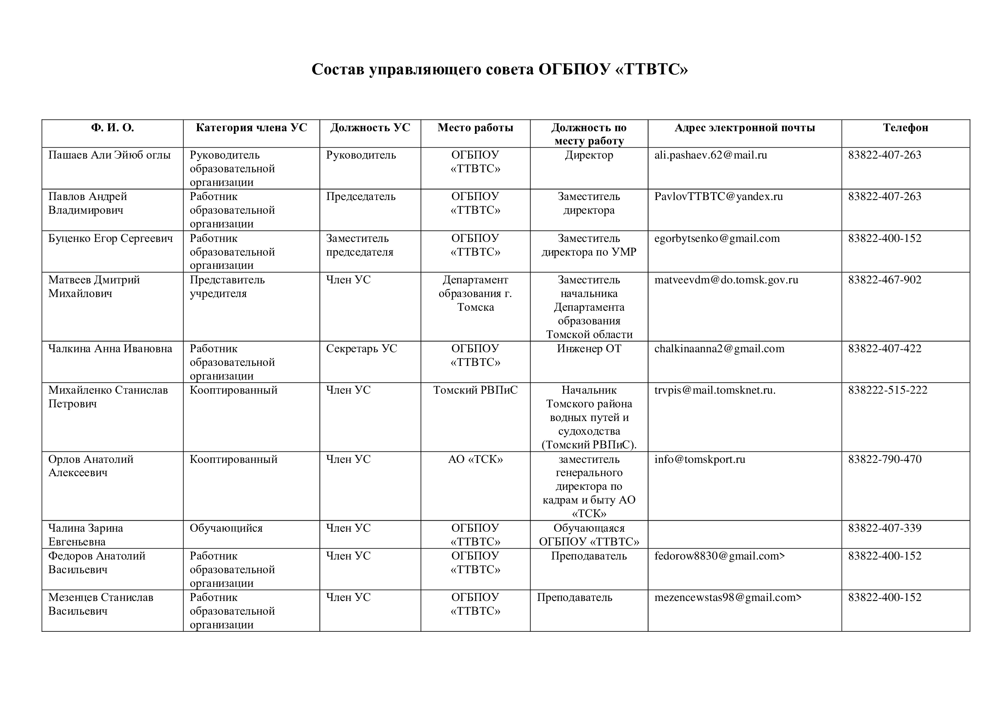 Состав управляющего совета ОГБПОУ «ТТВТС»
Ф. И. О.
Категория члена УС
Должность УС
Место работы
Должность по
месту работу
Адрес электронной почты
Телефон
Пашаев Али Эйюб оглы
Руководитель
образовательной
организации
Руководитель
ОГБПОУ
«ТТВТС»
Директор
ali.pashaev.62@mail.ru
83822-407-263
Павлов Андрей
Владимирович
Работник
образовательной
организации
Председатель
ОГБПОУ
«ТТВТС»
Заместитель
директора
PavlovTTBTC@yandex.ru
83822-407-263
Буценко Егор Сергеевич
Работник
образовательной
организации
Заместитель
председателя
ОГБПОУ
«ТТВТС»
Заместитель
директора по УМР
egorbytsenko@gmail.com
83822-400-152
Матвеев Дмитрий
Михайлович
Представитель
учредителя
Член УС
Департамент
образования г.
Томска
Заместитель
начальника
Департамента
образования
Томской области
matveevdm@do.tomsk.gov.ru
83822-467-902
Чалкина Анна Ивановна
Работник
образовательной
организации
Секретарь УС
ОГБПОУ
«ТТВТС»
Инженер ОТ
chalkinaanna2@gmail.com
83822-407-422
Михайленко Станислав
Петрович
Кооптированный
Член УС
Томский РВПиС
Начальник
Томского района
водных путей и
судоходства
(Томский РВПиС).
trvpis@mail.tomsknet.ru.
838222-515-222
Орлов Анатолий
Алексеевич
Кооптированный
Член УС
АО «ТСК»
заместитель
генерального
директора по
кадрам и быту АО
«ТСК»
info@tomskport.ru
83822-790-470
Чалина Зарина
Евгеньевна
Обучающийся
Член УС
ОГБПОУ
«ТТВТС»
Обучающаяся
ОГБПОУ «ТТВТС»
83822-407-339
Федоров Анатолий
Васильевич
Работник
образовательной
организации
Член УС
ОГБПОУ
«ТТВТС»
Преподаватель
fedorow8830@gmail.com>
83822-400-152
Мезенцев Станислав
Васильевич
Работник
образовательной
организации
Член УС
ОГБПОУ
«ТТВТС»
Преподаватель
mezencewstas98@gmail.com>
83822-400-152